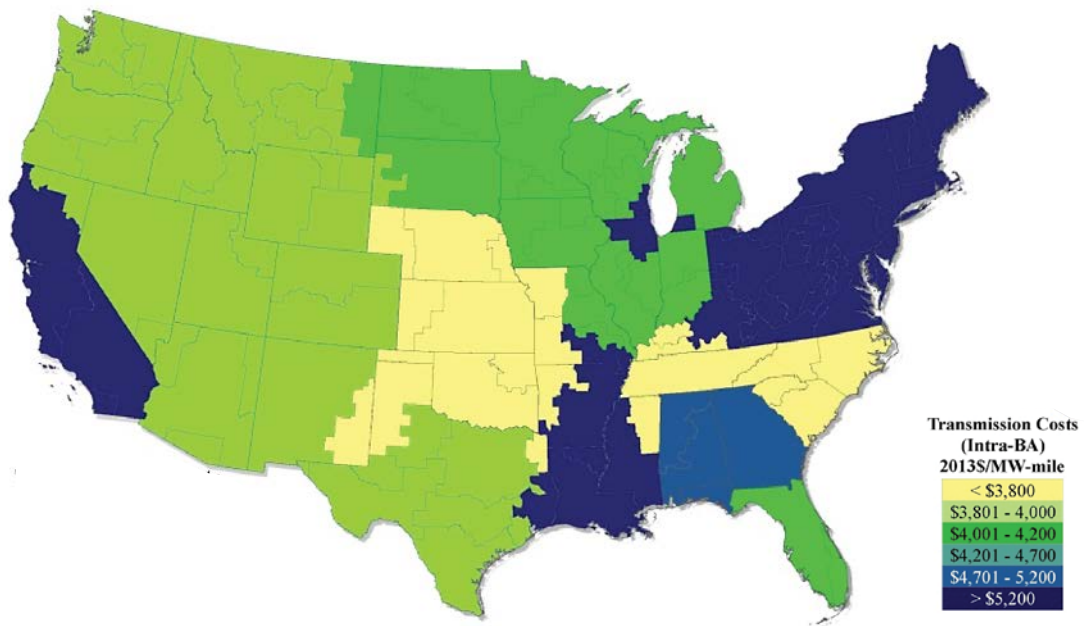 Transmission Costs
(Intra-BA)
2013$/MW-mile
< $3,800
$3,801 - 4,000
$4,001 - 4,200
$4,201 - 4,700
$4,701 - 5,200
> $5,200